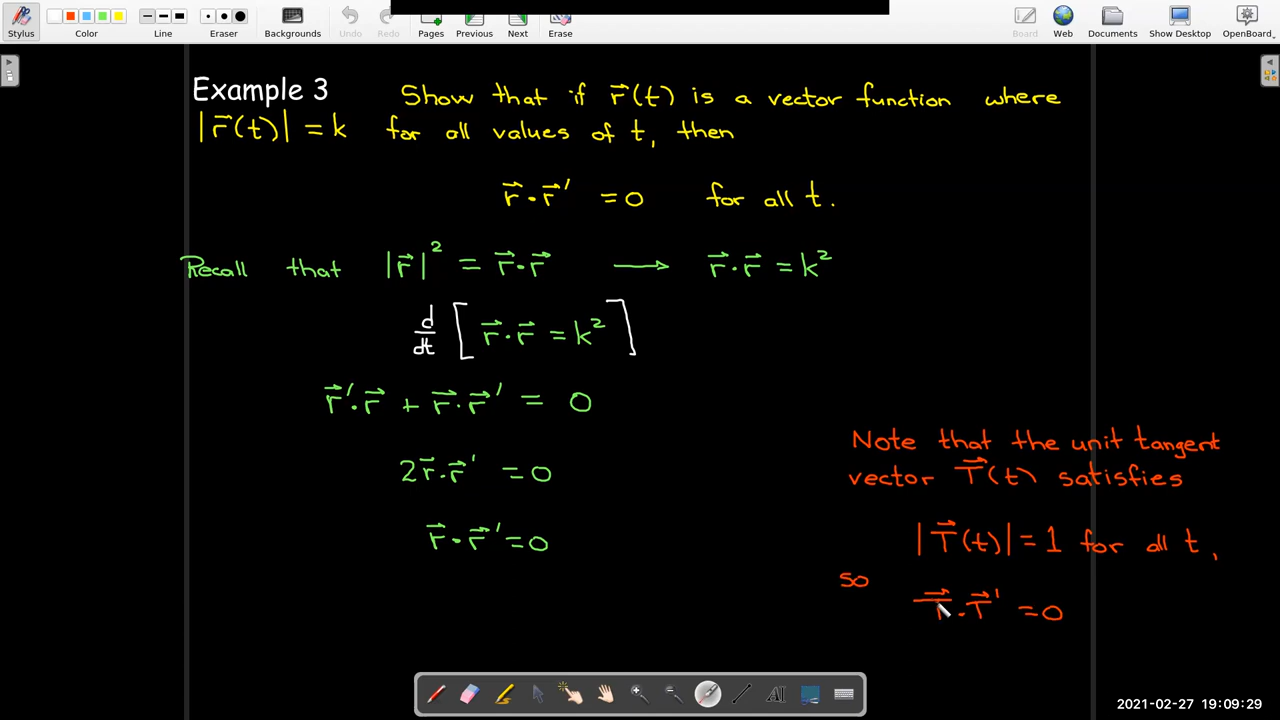 Stylus
Color
Line
Eraser
Backgrounds
Undo
Redo
Pages
Previous
Next
Erase
Board
Web
Documents
Show Desktop
OpenBoard
Example 3 Show that if r⃗(t) is a vector function where
|r⃗(t)| = k for all values of t, then
r⃗·r⃗' = 0 for all t.
Recall that |r⃗|² = r⃗·r⃗ → r⃗·r⃗ = k²
d/dt [r⃗·r⃗ = k²]
r⃗'·r⃗ + r⃗·r⃗' = 0
2r⃗·r⃗' = 0
r⃗·r⃗' = 0
Note that the unit tangent
vector T⃗(t) satisfies
|T⃗(t)| = 1 for all t,
so
T⃗·T⃗' = 0
AI
2021-02-27 19:09:29